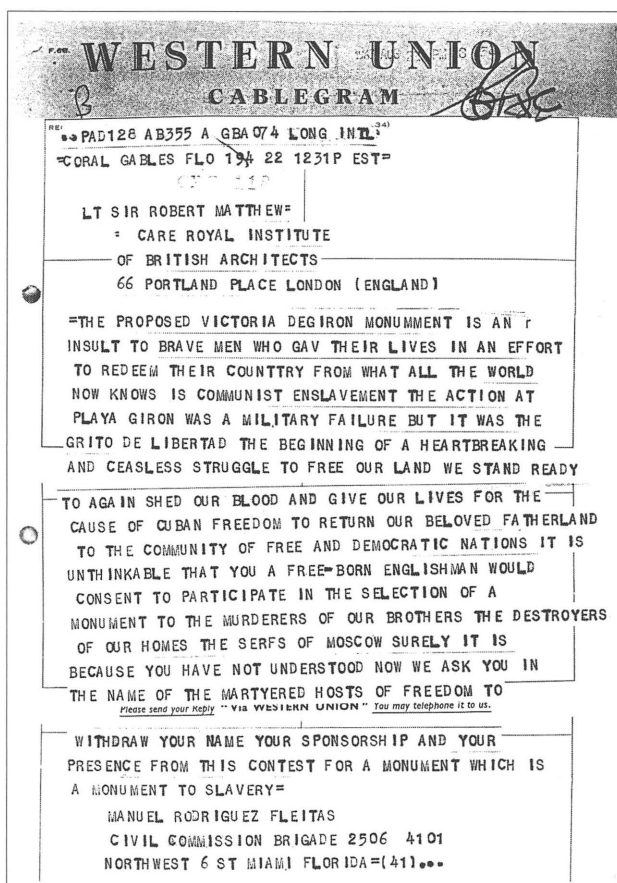 F.68.
WESTERN UNION
CABLEGRAM
B
PAD128 AB355 A GBA074 LONG INTL
=CORAL GABLES FLO 194 22 1231P EST=
LT SIR ROBERT MATTHEW=
= CARE ROYAL INSTITUTE
OF BRITISH ARCHITECTS
66 PORTLAND PLACE LONDON (ENGLAND)
=THE PROPOSED VICTORIA DEGIRON MONUMMENT IS AN r
INSULT TO BRAVE MEN WHO GAV THEIR LIVES IN AN EFFORT
TO REDEEM THEIR COUNTTRY FROM WHAT ALL THE WORLD
NOW KNOWS IS COMMUNIST ENSLAVEMENT THE ACTION AT
PLAYA GIRON WAS A MILITARY FAILURE BUT IT WAS THE
GRITO DE LIBERTAD THE BEGINNING OF A HEARTBREAKING
AND CEASLESS STRUGGLE TO FREE OUR LAND WE STAND READY
TO AGAIN SHED OUR BLOOD AND GIVE OUR LIVES FOR THE
CAUSE OF CUBAN FREEDOM TO RETURN OUR BELOVED FATHERLAND
TO THE COMMUNITY OF FREE AND DEMOCRATIC NATIONS IT IS
UNTHINKABLE THAT YOU A FREE-BORN ENGLISHMAN WOULD
CONSENT TO PARTICIPATE IN THE SELECTION OF A
MONUMENT TO THE MURDERERS OF OUR BROTHERS THE DESTROYERS
OF OUR HOMES THE SERFS OF MOSCOW SURELY IT IS
BECAUSE YOU HAVE NOT UNDERSTOOD NOW WE ASK YOU IN
THE NAME OF THE MARTYERED HOSTS OF FREEDOM TO
Please send your Reply "Via WESTERN UNION" You may telephone it to us.
WITHDRAW YOUR NAME YOUR SPONSORSHIP AND YOUR
PRESENCE FROM THIS CONTEST FOR A MONUMENT WHICH IS
A MONUMENT TO SLAVERY=
MANUEL RODRIGUEZ FLEITAS
CIVIL COMMISSION BRIGADE 2506 4101
NORTHWEST 6 ST MIAMI FLORIDA=(41)...